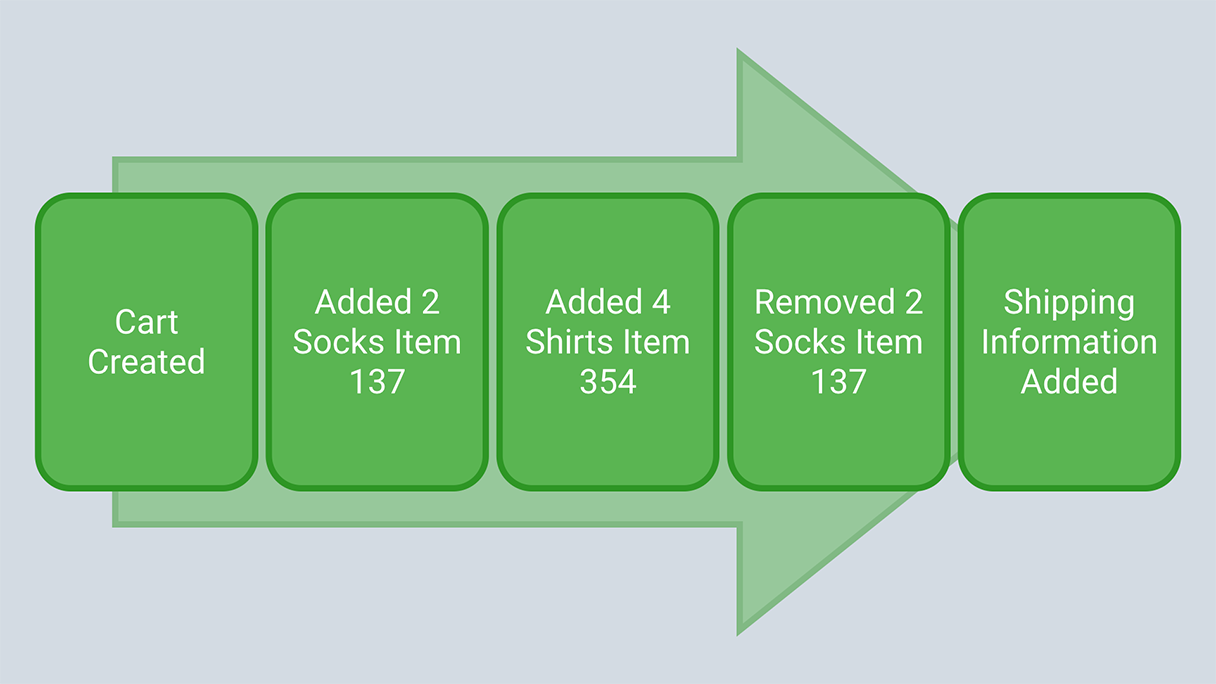 Cart
Created
Added 2
Socks Item
137
Added 4
Shirts Item
354
Removed 2
Socks Item
137
Shipping
Information
Added